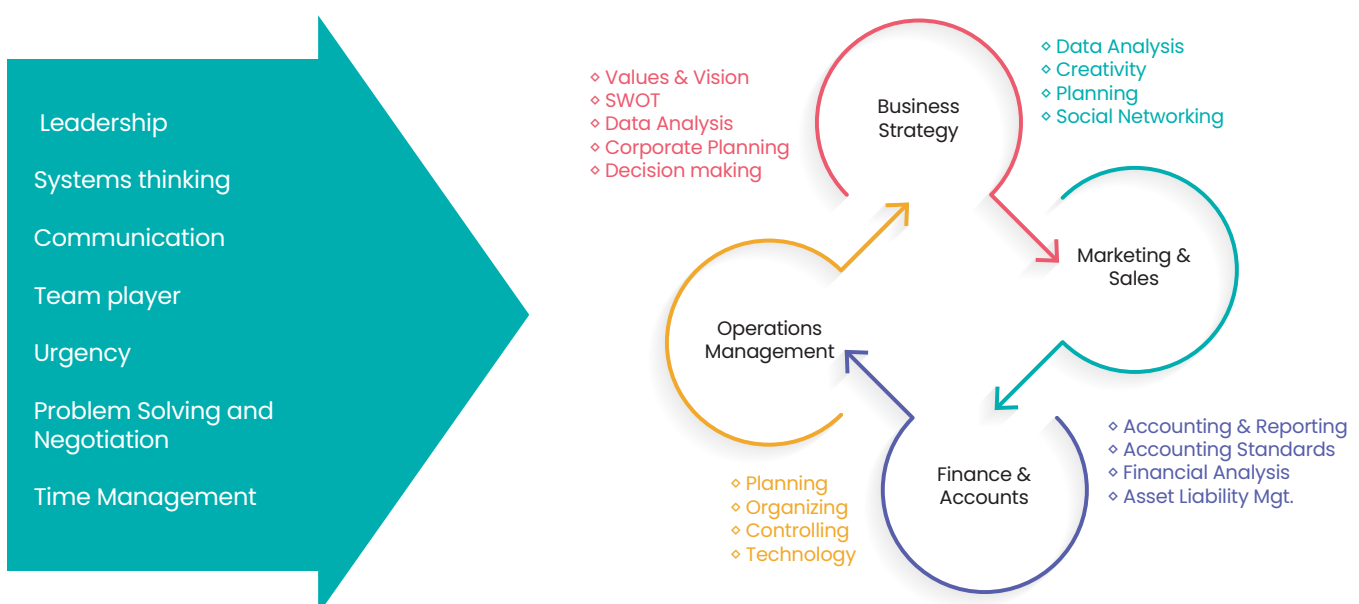 Leadership
Systems thinking
Communication
Team player
Urgency
Problem Solving and
Negotiation
Time Management
⋄ Values & Vision
⋄ SWOT
⋄ Data Analysis
⋄ Corporate Planning
⋄ Decision making
Business
Strategy
⋄ Data Analysis
⋄ Creativity
⋄ Planning
⋄ Social Networking
Marketing &
Sales
Operations
Management
⋄ Planning
⋄ Organizing
⋄ Controlling
⋄ Technology
Finance &
Accounts
⋄ Accounting & Reporting
⋄ Accounting Standards
⋄ Financial Analysis
⋄ Asset Liability Mgt.